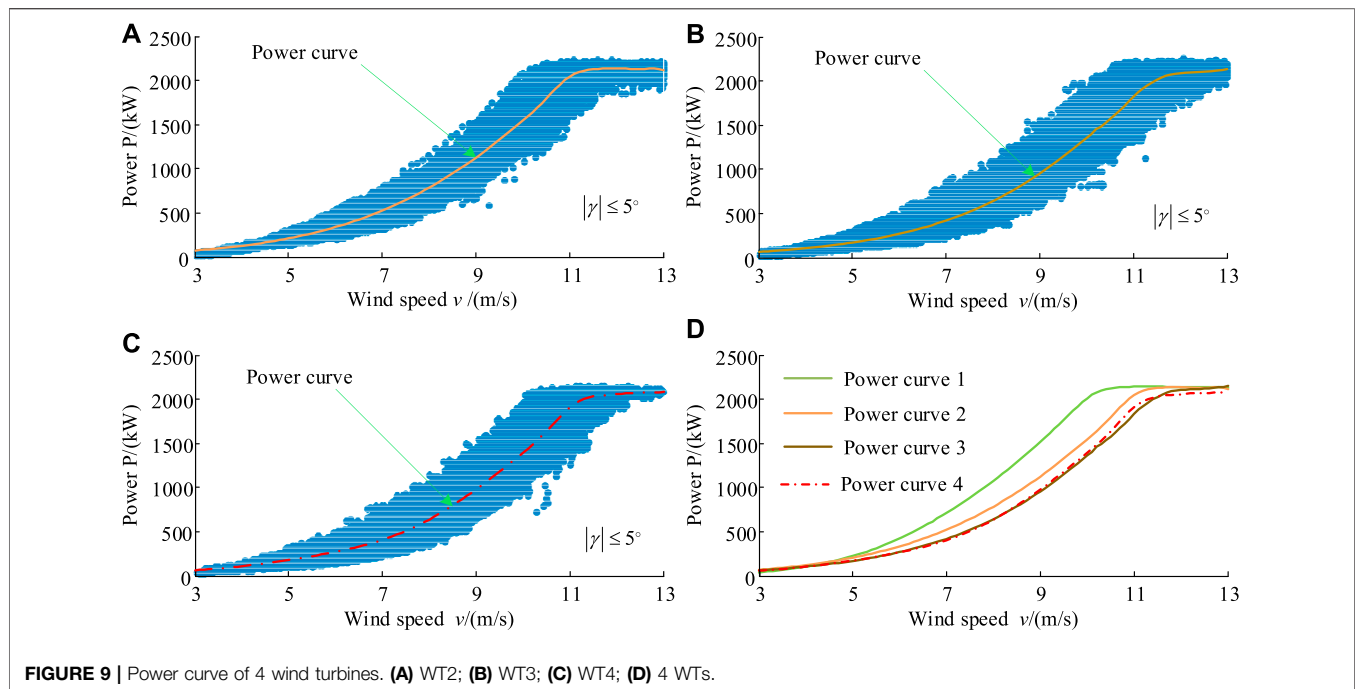 A
2500
2000
1500
1000
500
0
Power P/(kW)
Power curve
|γ| ≤ 5°
3 5 7 9 11 13
Wind speed v /(m/s)
B
2500
2000
1500
1000
500
0
Power P/(kW)
Power curve
|γ| ≤ 5°
3 5 7 9 11 13
Wind speed v/(m/s)
C
2500
2000
1500
1000
500
0
Power P/(kW)
Power curve
|γ| ≤ 5°
3 5 7 9 11 13
Wind speed v/(m/s)
D
2500
2000
1500
1000
500
0
Power P/(kW)
Power curve 1
Power curve 2
Power curve 3
Power curve 4
3 5 7 9 11 13
Wind speed v/(m/s)
FIGURE 9 | Power curve of 4 wind turbines. (A) WT2; (B) WT3; (C) WT4; (D) 4 WTs.